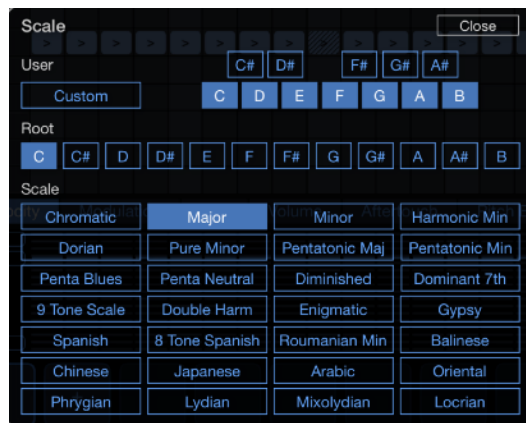 Scale Close
User C# D# F# G# A#
Custom C D E F G A B
Root
C C# D D# E F F# G G# A A# B
Scale
Chromatic Major Minor Harmonic Min
Dorian Pure Minor Pentatonic Maj Pentatonic Min
Penta Blues Penta Neutral Diminished Dominant 7th
9 Tone Scale Double Harm Enigmatic Gypsy
Spanish 8 Tone Spanish Roumanian Min Balinese
Chinese Japanese Arabic Oriental
Phrygian Lydian Mixolydian Locrian